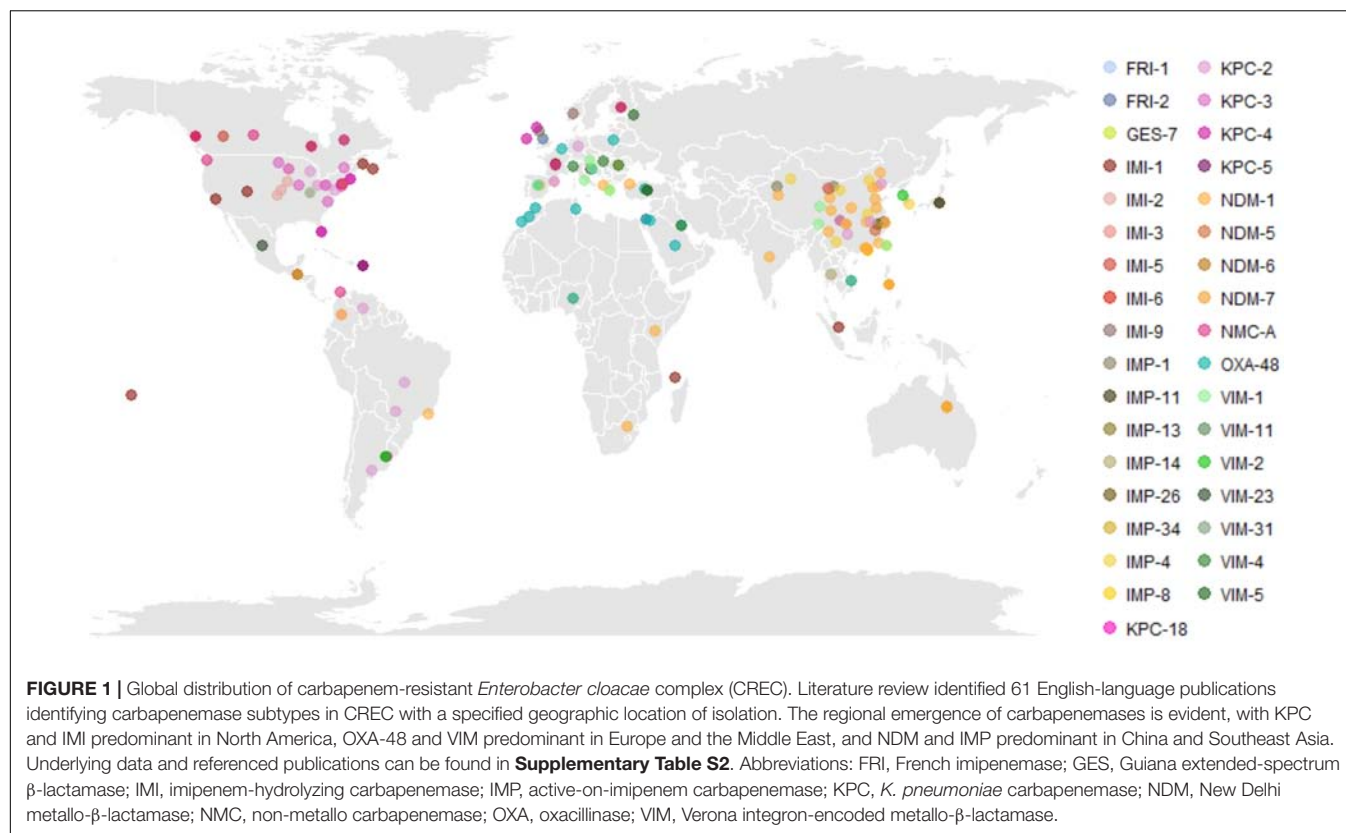 FRI-1 KPC-2
FRI-2 KPC-3
GES-7 KPC-4
IMI-1 KPC-5
IMI-2 NDM-1
IMI-3 NDM-5
IMI-5 NDM-6
IMI-6 NDM-7
IMI-9 NMC-A
IMP-1 OXA-48
IMP-11 VIM-1
IMP-13 VIM-11
IMP-14 VIM-2
IMP-26 VIM-23
IMP-34 VIM-31
IMP-4 VIM-4
IMP-8 VIM-5
KPC-18
FIGURE 1 | Global distribution of carbapenem-resistant Enterobacter cloacae complex (CREC). Literature review identified 61 English-language publications
identifying carbapenemase subtypes in CREC with a specified geographic location of isolation. The regional emergence of carbapenemases is evident, with KPC
and IMI predominant in North America, OXA-48 and VIM predominant in Europe and the Middle East, and NDM and IMP predominant in China and Southeast Asia.
Underlying data and referenced publications can be found in Supplementary Table S2. Abbreviations: FRI, French imipenemase; GES, Guiana extended-spectrum
β-lactamase; IMI, imipenem-hydrolyzing carbapenemase; IMP, active-on-imipenem carbapenemase; KPC, K. pneumoniae carbapenemase; NDM, New Delhi
metallo-β-lactamase; NMC, non-metallo carbapenemase; OXA, oxacillinase; VIM, Verona integron-encoded metallo-β-lactamase.